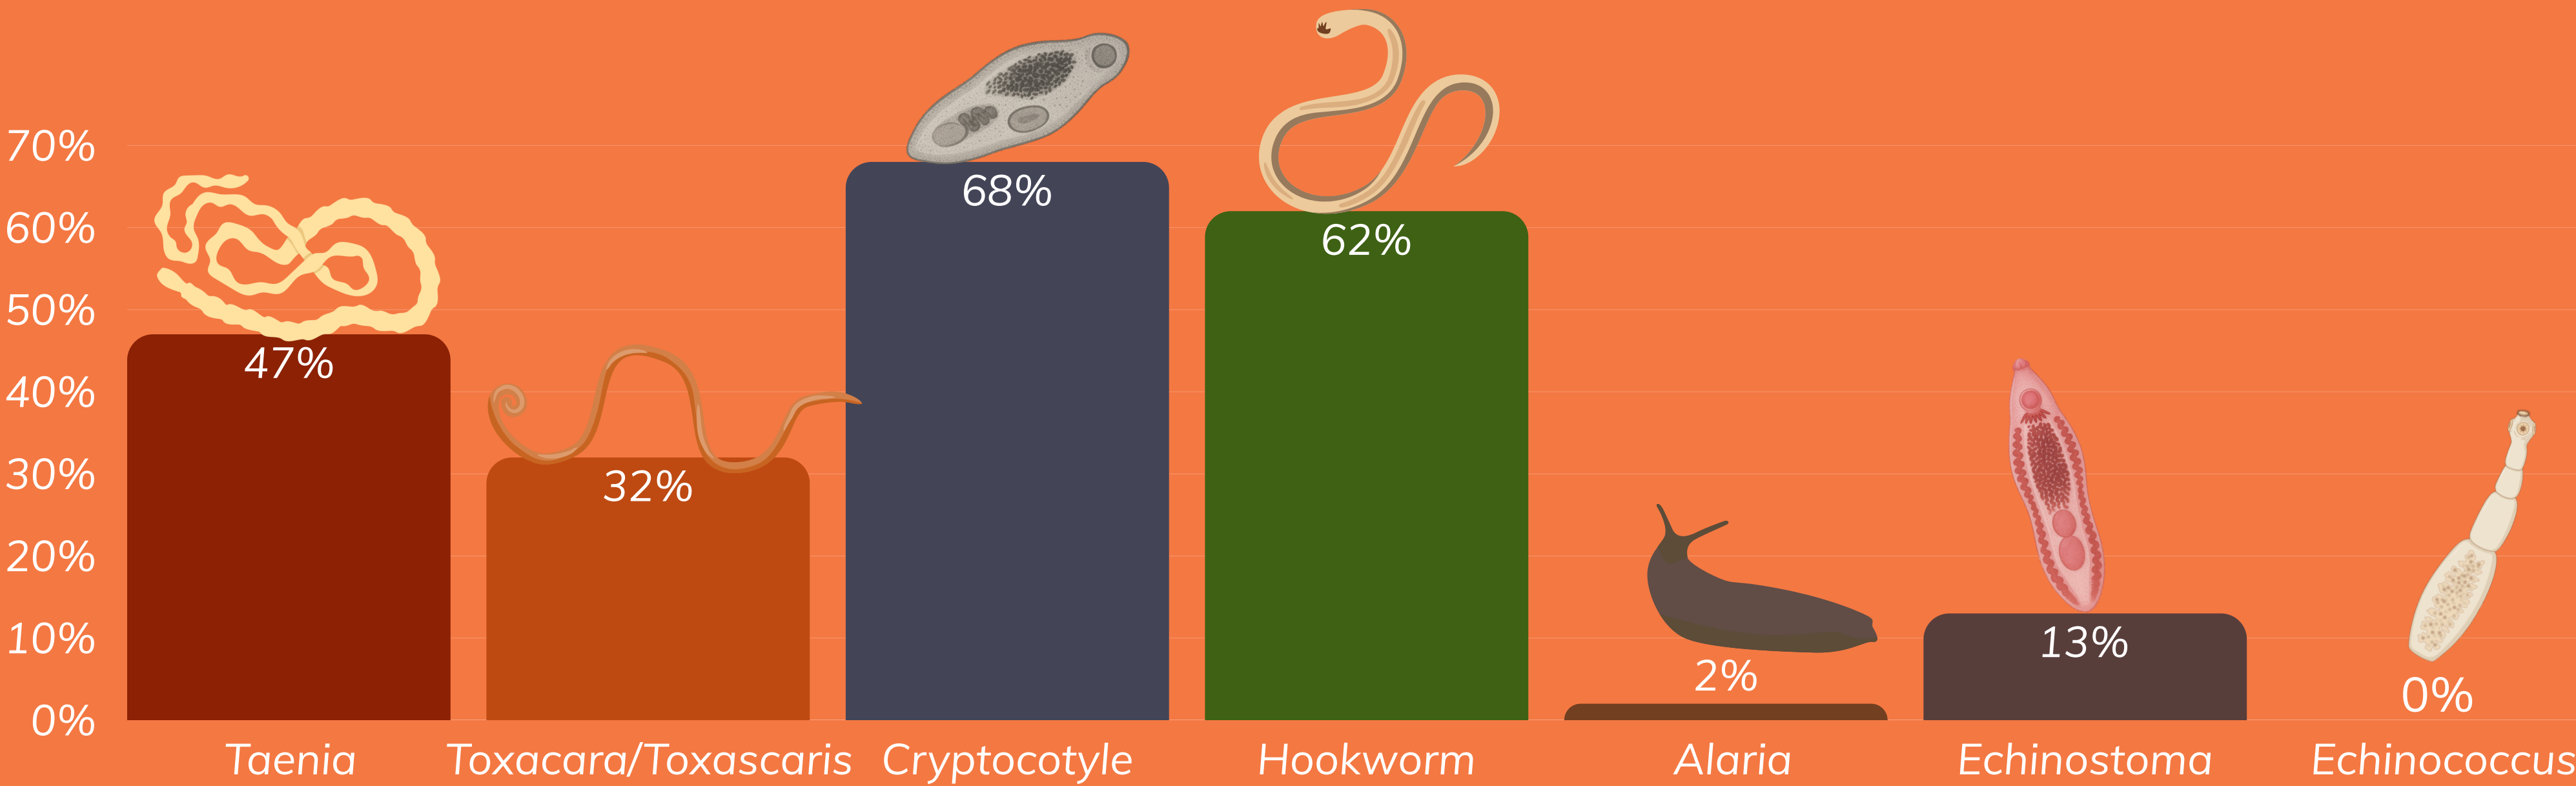 70%
60%
50%
40%
30%
20%
10%
0%
47%
32%
68%
62%
2%
13%
0%
Taenia
Toxacara/Toxascaris
Cryptocotyle
Hookworm
Alaria
Echinostoma
Echinococcus